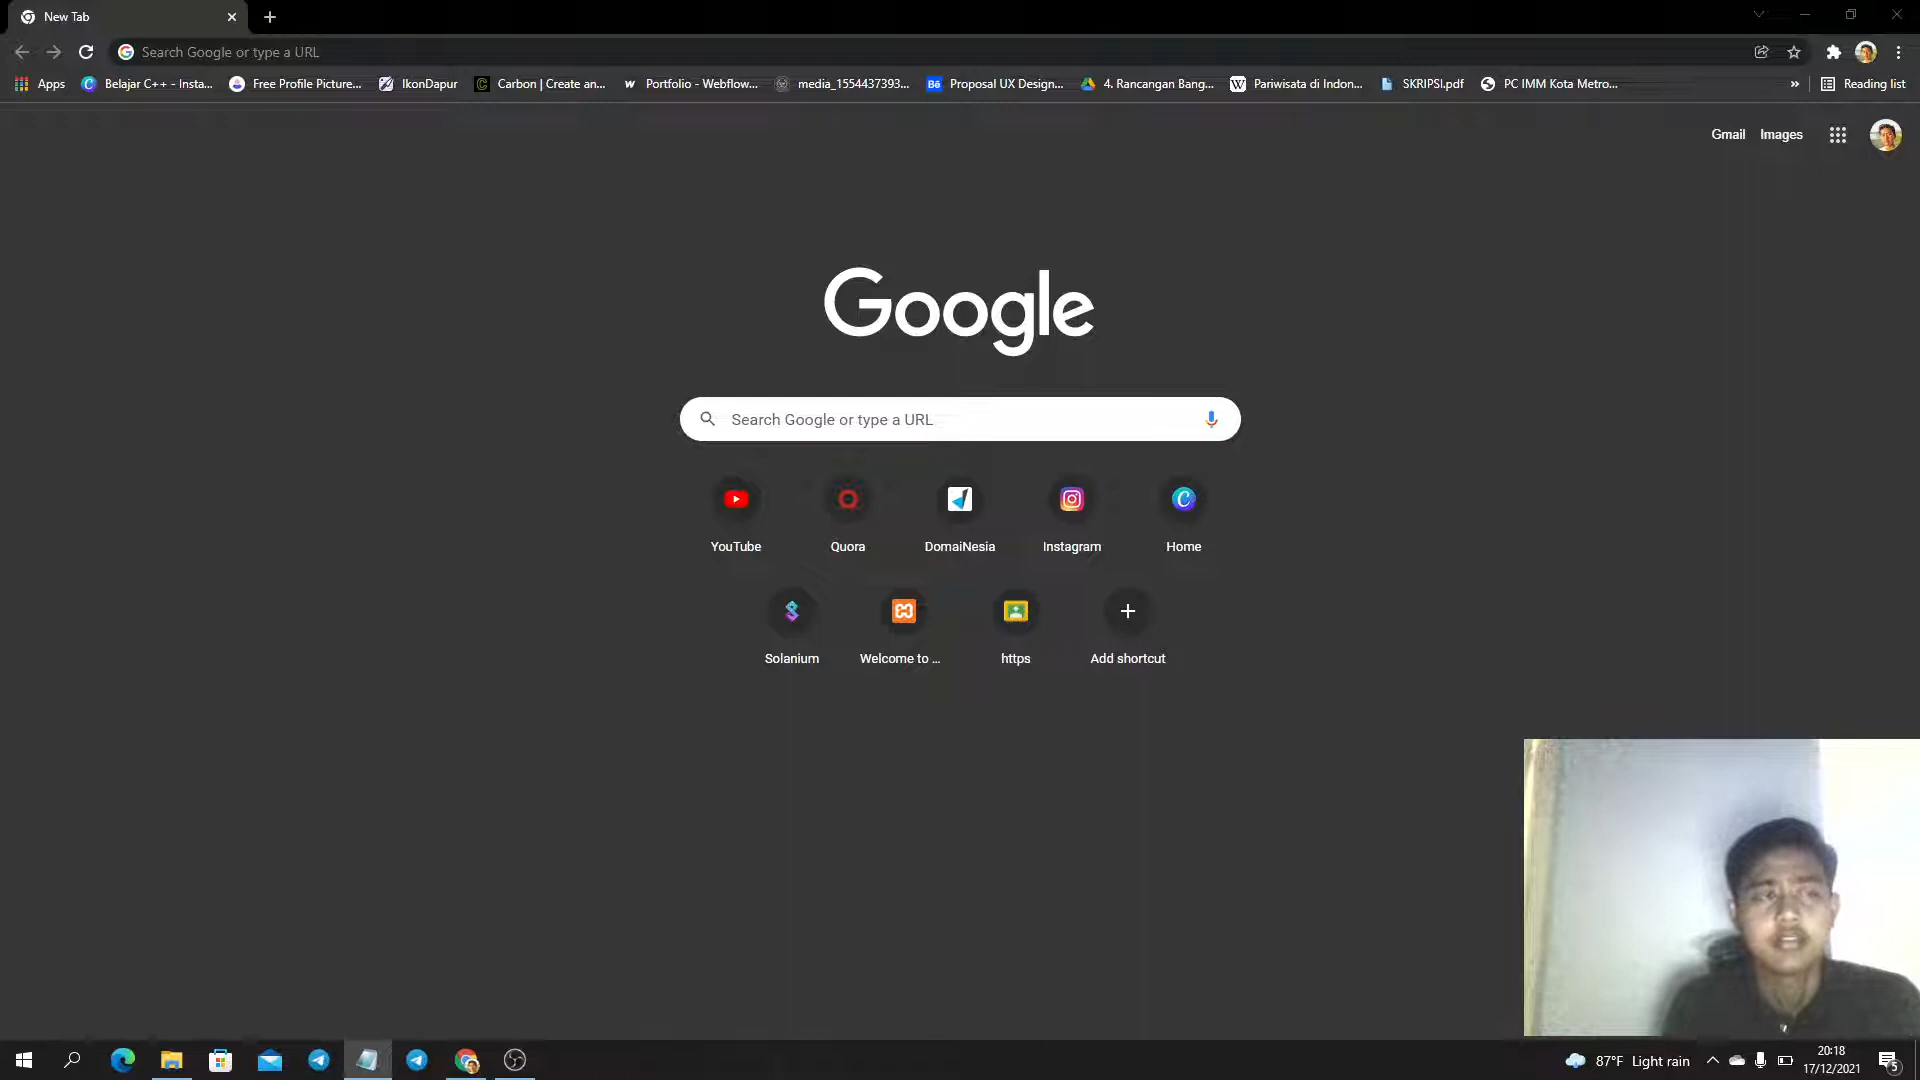 New Tab
Search Google or type a URL
Apps Belajar C++ - Insta... Free Profile Picture... IkonDapur Carbon | Create an... Portfolio - Webflow... media_1554437393... Proposal UX Design... 4. Rancangan Bang... Pariwisata di Indon... SKRIPSI.pdf PC IMM Kota Metro... » Reading list
Gmail Images
Google
Search Google or type a URL
YouTube Quora DomaiNesia Instagram Home
Solanium Welcome to ... https Add shortcut
87°F Light rain
20:18
17/12/2021
5